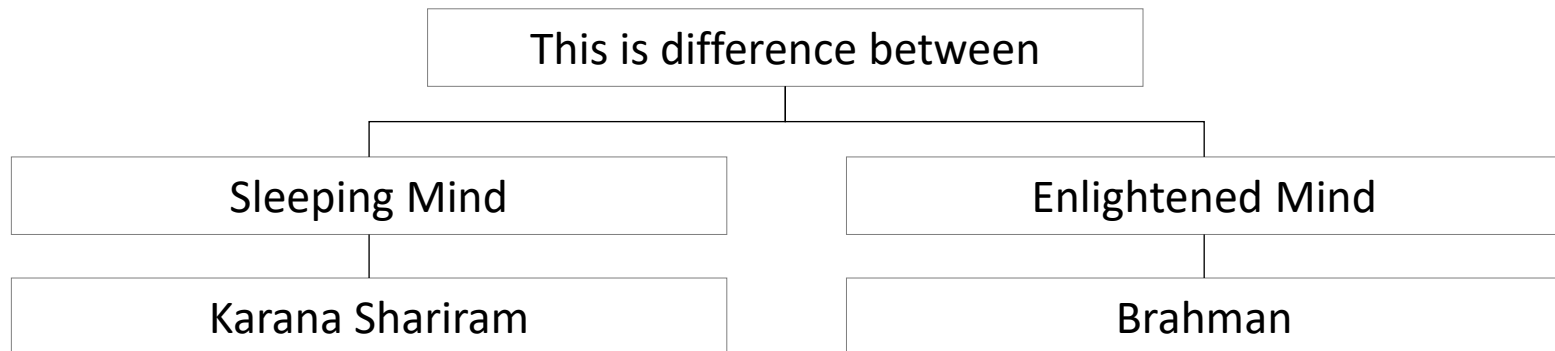 This is difference between
Sleeping Mind
Enlightened Mind
Karana Shariram
Brahman